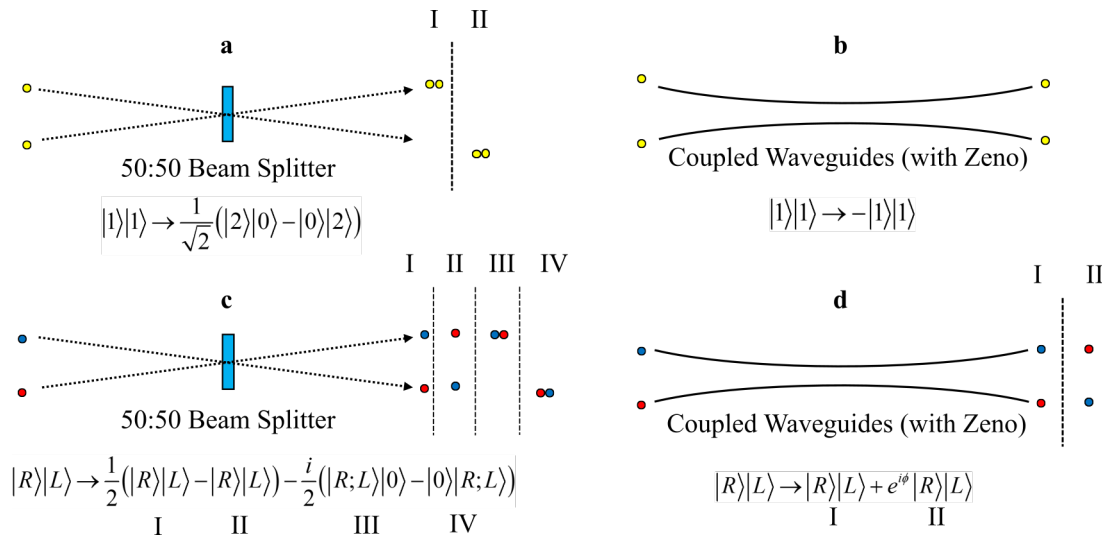 I II
a
50:50 Beam Splitter
|1⟩|1⟩ → 1/√2 (|2⟩|0⟩ − |0⟩|2⟩)
b
Coupled Waveguides (with Zeno)
|1⟩|1⟩ → −|1⟩|1⟩
I II III IV
c
50:50 Beam Splitter
|R⟩|L⟩ → 1/2 (|R⟩|L⟩ − |R⟩|L⟩) − i/2 (|R;L⟩|0⟩ − |0⟩|R;L⟩)
I II III IV
I II
d
Coupled Waveguides (with Zeno)
|R⟩|L⟩ → |R⟩|L⟩ + e^{iϕ} |R⟩|L⟩
I II